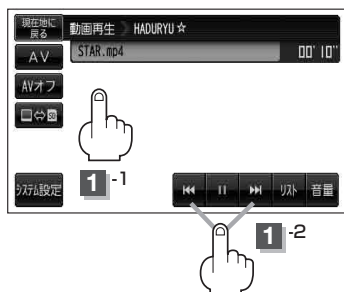 現在地に
戻る
動画再生 HADURYU☆
AV
STAR.mp4 00'10"
AVオフ
SD
1-1
システム設定
リスト
音量
1-2